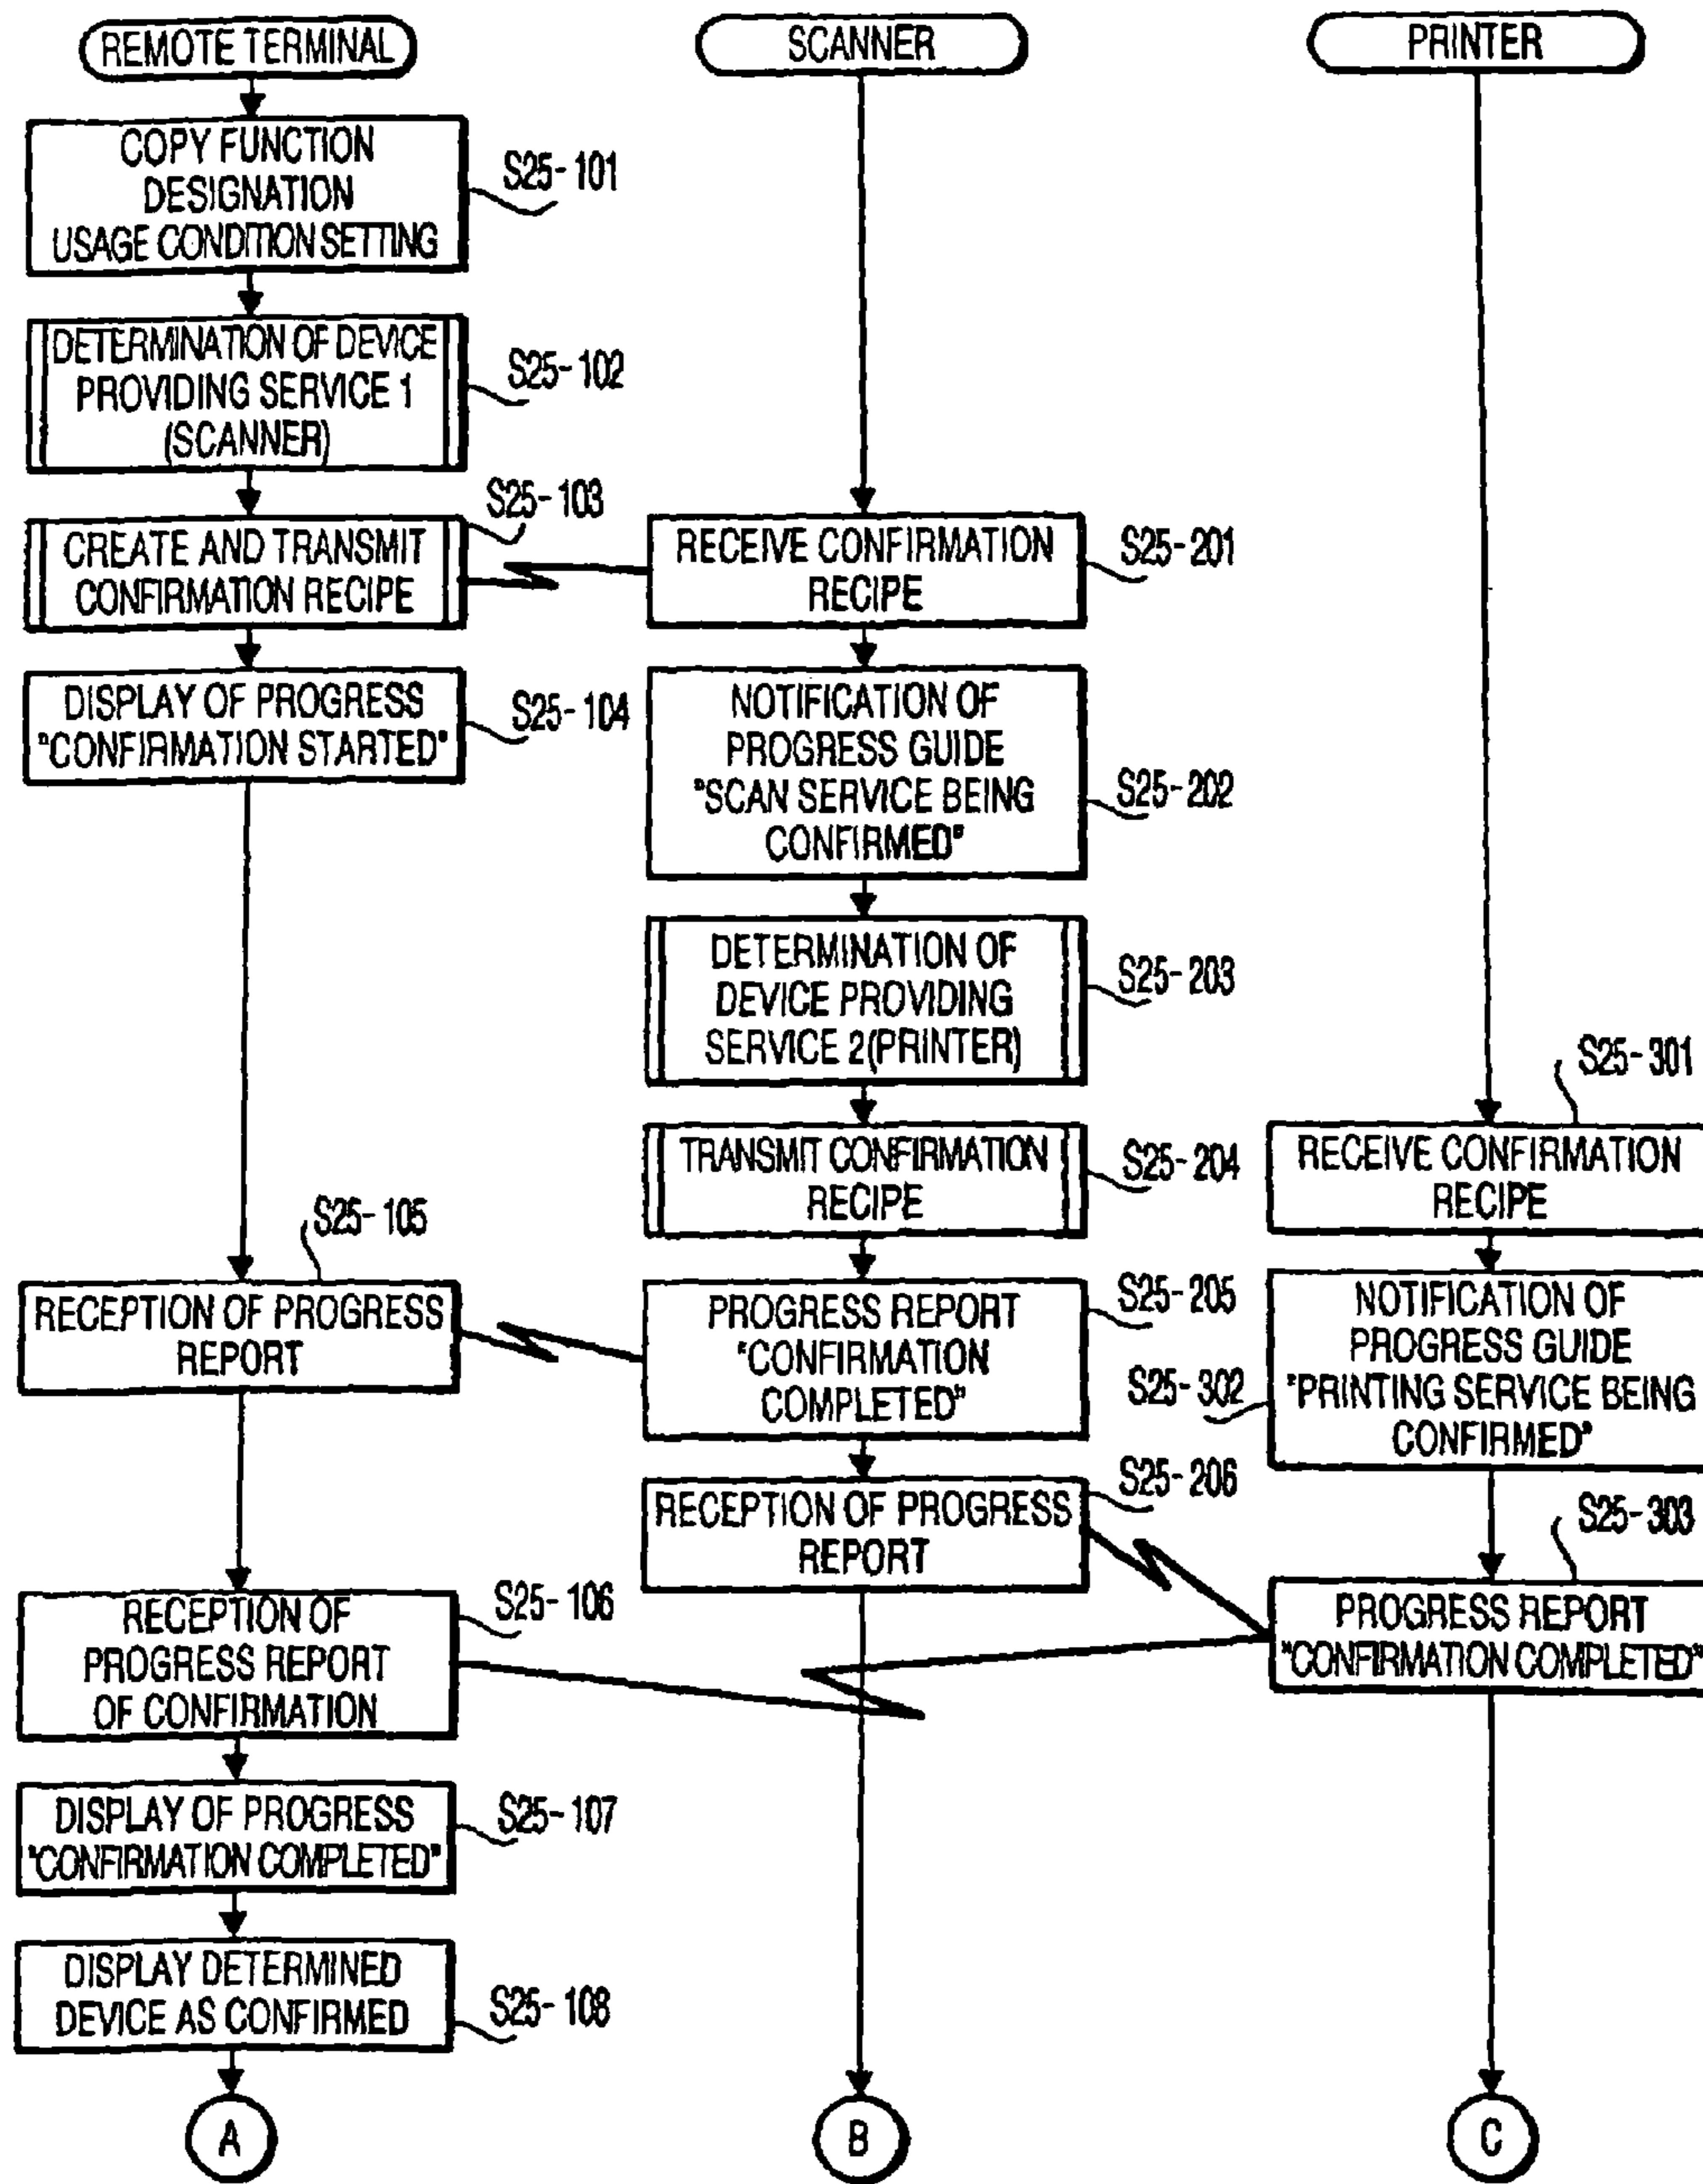 REMOTE TERMINAL
COPY FUNCTION
DESIGNATION
USAGE CONDITION SETTING
S25-101
DETERMINATION OF DEVICE
PROVIDING SERVICE 1
(SCANNER)
S25-102
CREATE AND TRANSMIT
CONFIRMATION RECIPE
S25-103
DISPLAY OF PROGRESS
"CONFIRMATION STARTED"
S25-104
RECEPTION OF PROGRESS
REPORT
S25-105
RECEPTION OF
PROGRESS REPORT
OF CONFIRMATION
S25-106
DISPLAY OF PROGRESS
"CONFIRMATION COMPLETED"
S25-107
DISPLAY DETERMINED
DEVICE AS CONFIRMED
S25-108
A
SCANNER
RECEIVE CONFIRMATION
RECIPE
S25-201
NOTIFICATION OF
PROGRESS GUIDE
"SCAN SERVICE BEING
CONFIRMED"
S25-202
DETERMINATION OF
DEVICE PROVIDING
SERVICE 2(PRINTER)
S25-203
TRANSMIT CONFIRMATION
RECIPE
S25-204
PROGRESS REPORT
"CONFIRMATION
COMPLETED"
S25-205
RECEPTION OF PROGRESS
REPORT
S25-206
B
PRINTER
RECEIVE CONFIRMATION
RECIPE
S25-301
NOTIFICATION OF
PROGRESS GUIDE
"PRINTING SERVICE BEING
CONFIRMED"
S25-302
PROGRESS REPORT
"CONFIRMATION COMPLETED"
S25-303
C